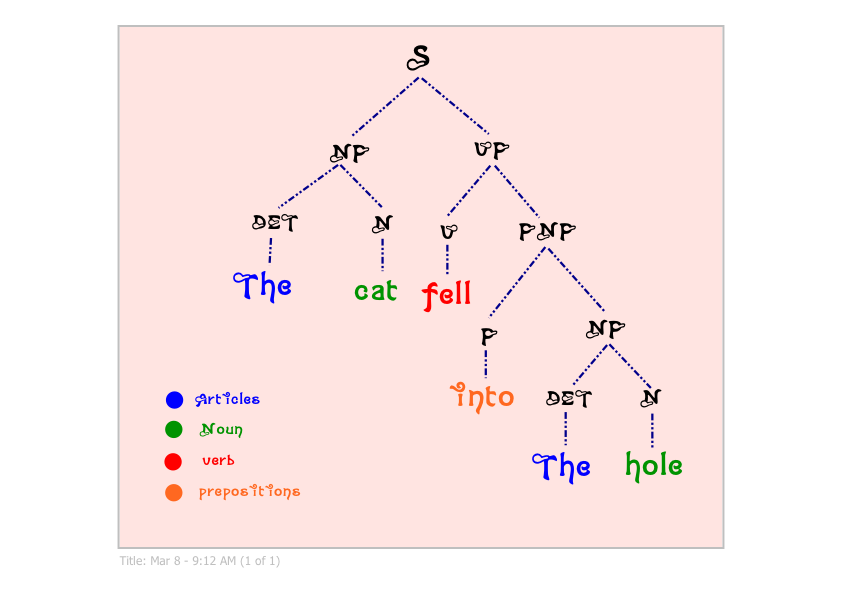 S
NP VP
DET N V PNP
The cat fell
P NP
into DET N
The hole
Articles
Noun
verb
prepositions
Title: Mar 8 - 9:12 AM (1 of 1)